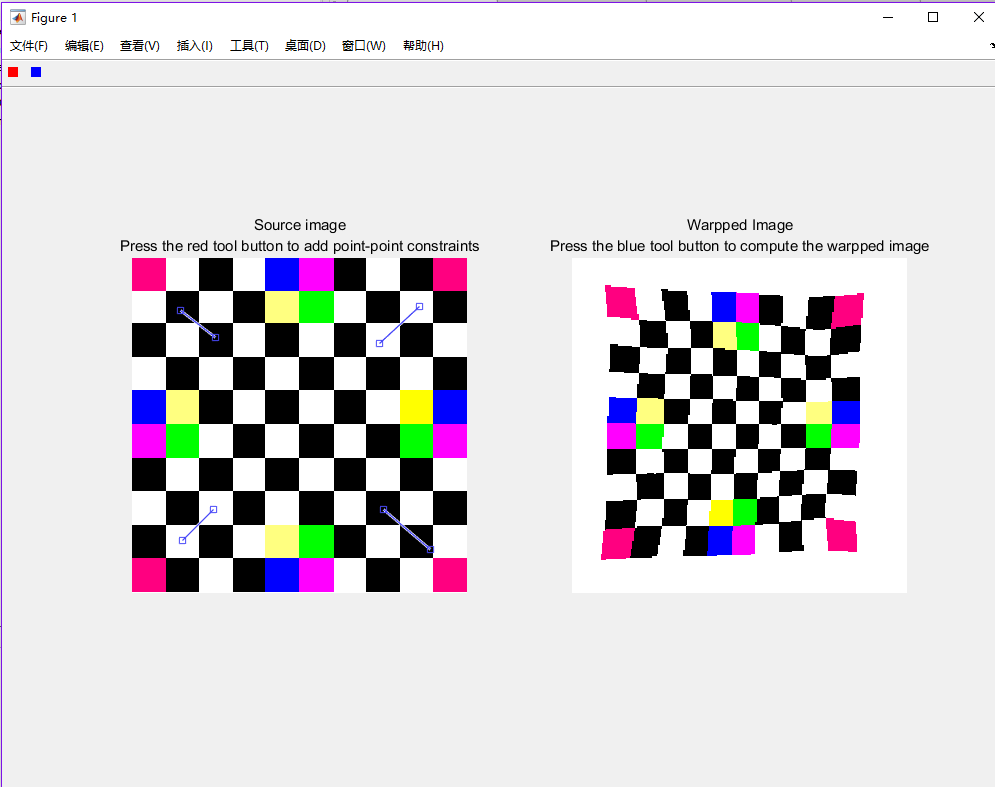 Figure 1
文件(F) 编辑(E) 查看(V) 插入(I) 工具(T) 桌面(D) 窗口(W) 帮助(H)
Source image
Press the red tool button to add point-point constraints
Warpped Image
Press the blue tool button to compute the warpped image